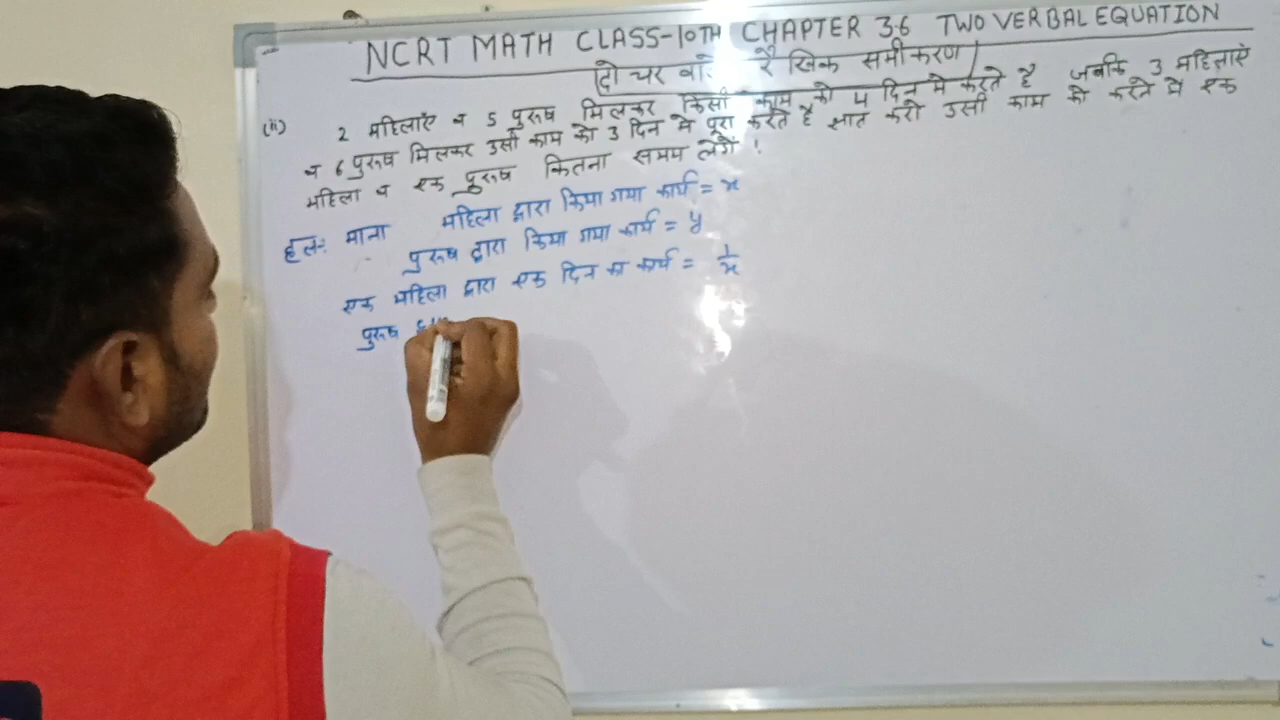 NCRT MATH CLASS-10TH CHAPTER 3.6 TWO VERBAL EQUATION
दो चर वाले रैखिक समीकरण
(ii) 2 महिलाएं व 5 पुरुष मिलकर किसी काम को 4 दिन मे करते है जबकि 3 महिलाएं
व 6 पुरुष मिलकर उसी काम को 3 दिन मे पूरा करते है ज्ञात करो उसी काम को करने में एक
महिला व एक पुरुष कितना समय लेगें !
हल:- माना महिला द्वारा किया गया कार्य = x
पुरुष द्वारा किया गया कार्य = y
एक महिला द्वारा एक दिन का कार्य = 1/x
पुरुष